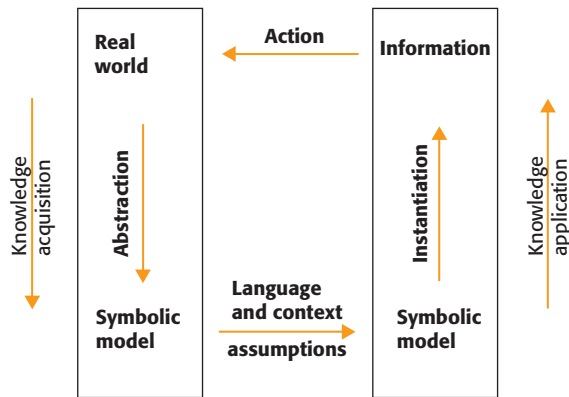 Real
world
Action
Information
Knowledge
acquisition
Abstraction
Instantiation
Knowledge
application
Symbolic
model
Language
and context
assumptions
Symbolic
model